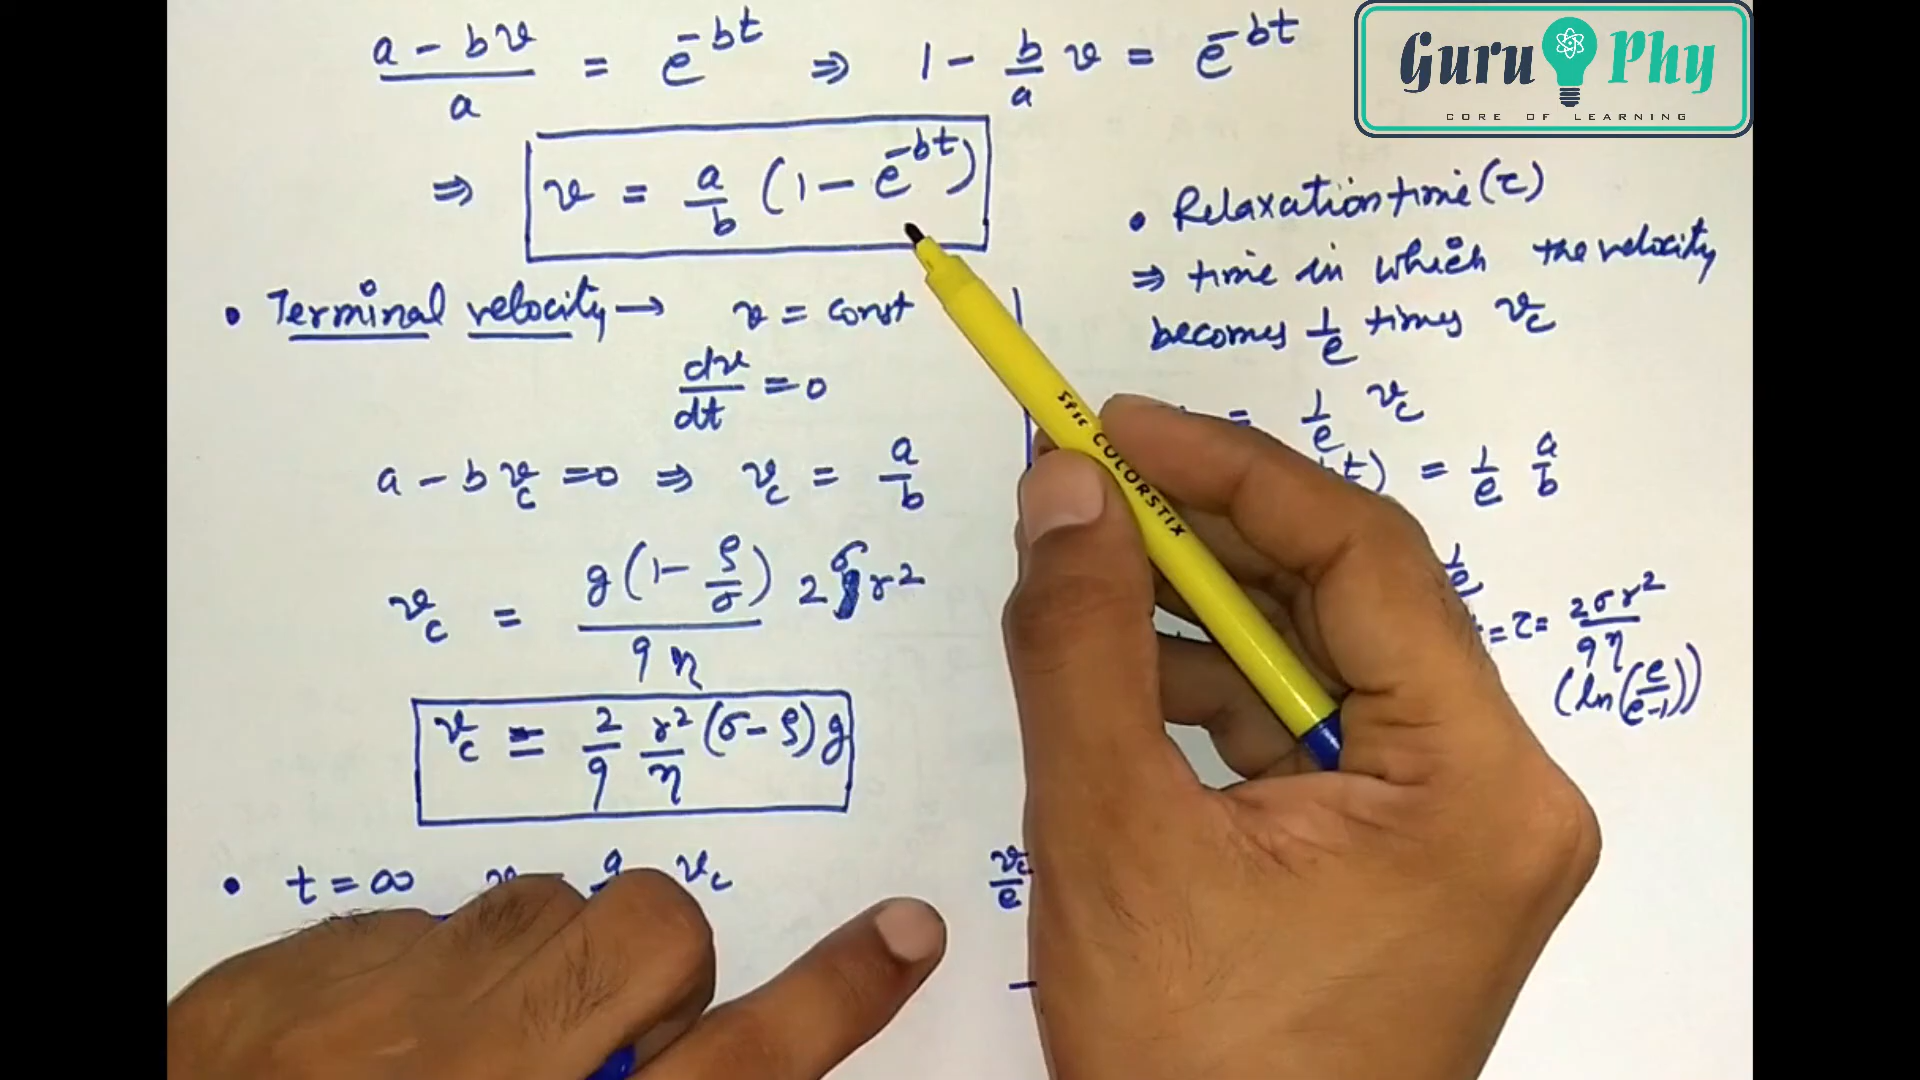 a - bv / a = e^-bt ⇒ 1 - b/a v = e^-bt
⇒ v = a/b (1 - e^-bt)
• Terminal velocity → v = const
dv/dt = 0
a - bv_c = 0 ⇒ v_c = a/b
v_c = g(1 - ρ/σ) 2σr² / 9η
v_c = 2/9 r²/η (σ - ρ)g
• t = ∞ v_c
Guru Phy
CORE OF LEARNING
• Relaxation time (τ)
⇒ time in which the velocity
becomes 1/e times v_c
= 1/e v_c
t) = 1/e a/b
1/e
= τ = 2σr² / 9η
(ln(e/e-1))
v_c/e
Stic COLORSTIX